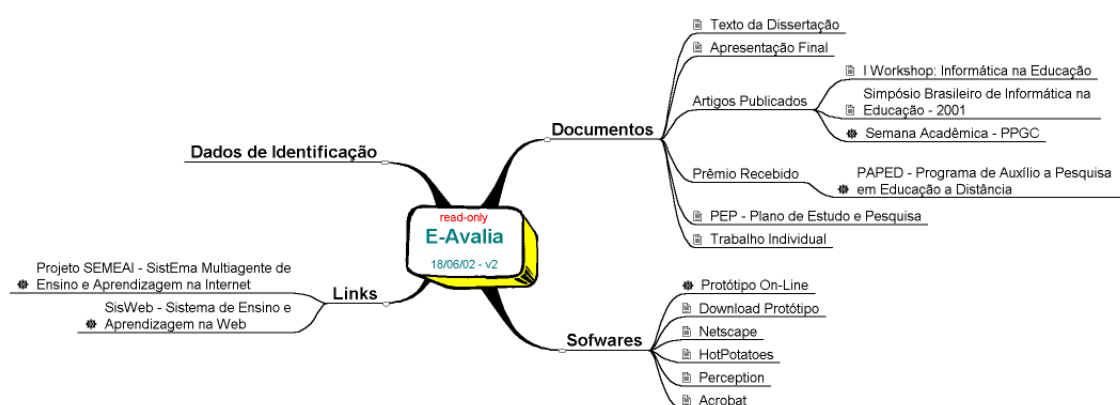 Texto da Dissertação
Apresentação Final
Artigos Publicados
I Workshop: Informática na Educação
Simpósio Brasileiro de Informática na
Educação - 2001
Semana Acadêmica - PPGC
Documentos
Prêmio Recebido
PAPED - Programa de Auxílio a Pesquisa
em Educação a Distância
PEP - Plano de Estudo e Pesquisa
Trabalho Individual
Dados de Identificação
read-only
E-Avalia
18/06/02 - v2
Links
Projeto SEMEAI - SistEma Multiagente de
Ensino e Aprendizagem na Internet
SisWeb - Sistema de Ensino e
Aprendizagem na Web
Sofwares
Protótipo On-Line
Download Protótipo
Netscape
HotPotatoes
Perception
Acrobat